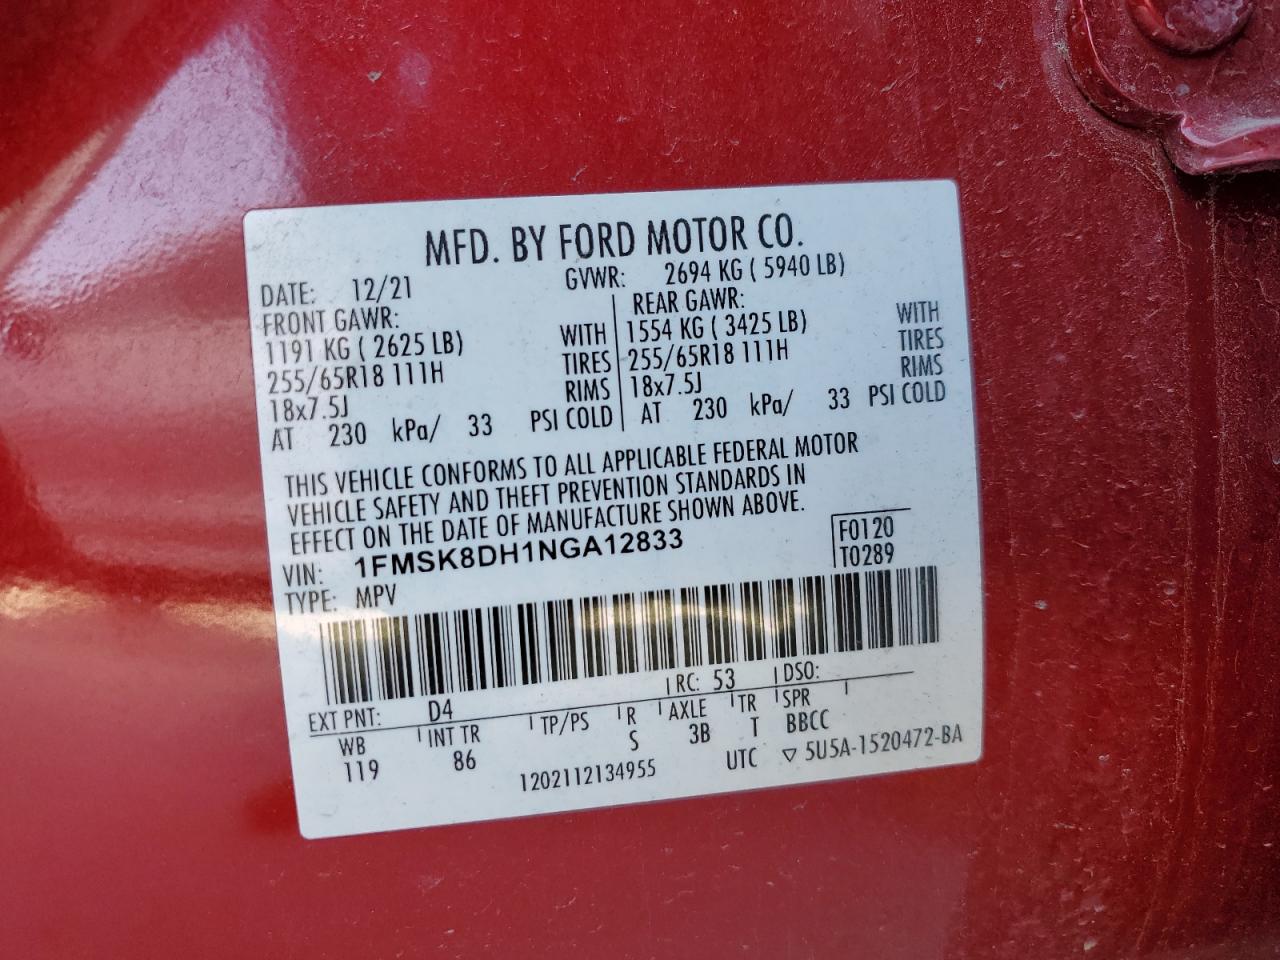 MFD. BY FORD MOTOR CO.
DATE: 12/21 GVWR: 2694 KG ( 5940 LB)
FRONT GAWR: REAR GAWR:
1191 KG ( 2625 LB) WITH 1554 KG ( 3425 LB) WITH
255/65R18 111H TIRES 255/65R18 111H TIRES
18x7.5J RIMS 18x7.5J RIMS
AT 230 kPa/ 33 PSI COLD AT 230 kPa/ 33 PSI COLD
THIS VEHICLE CONFORMS TO ALL APPLICABLE FEDERAL MOTOR
VEHICLE SAFETY AND THEFT PREVENTION STANDARDS IN
EFFECT ON THE DATE OF MANUFACTURE SHOWN ABOVE.
VIN: 1FMSK8DH1NGA12833 F0120
TYPE: MPV T0289
EXT PNT: D4 RC: 53 DSO:
WB INT TR TP/PS R AXLE TR SPR
119 86 S 3B T BBCC
1202112134955 UTC ▽ 5U5A-1520472-BA